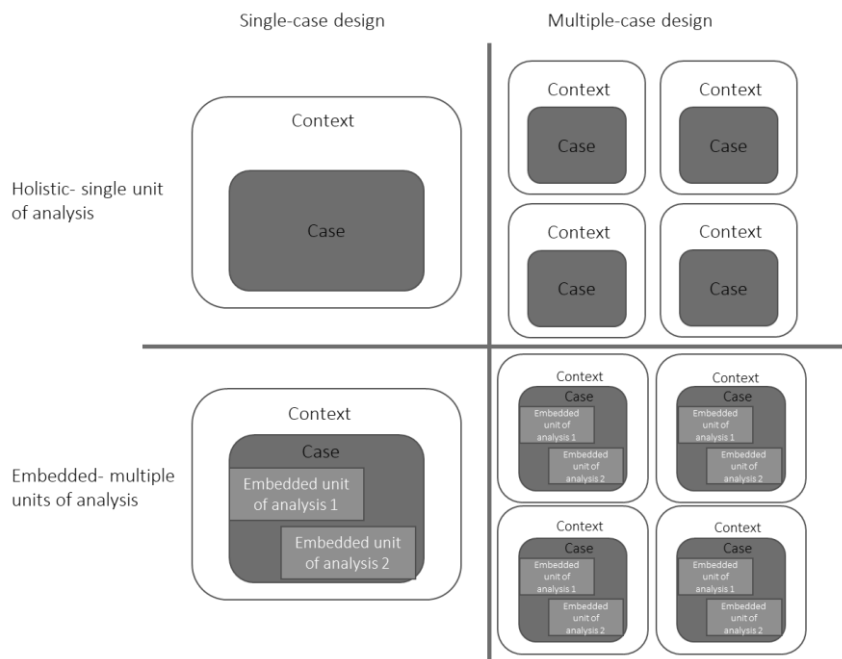 Single-case design
Multiple-case design
Holistic- single unit
of analysis
Context
Case
Context
Case
Context
Case
Context
Case
Context
Case
Embedded- multiple
units of analysis
Context
Case
Embedded unit
of analysis 1
Embedded unit
of analysis 2
Context
Case
Embedded
unit of
analysis 1
Embedded
unit of
analysis 2
Context
Case
Embedded
unit of
analysis 1
Embedded
unit of
analysis 2
Context
Case
Embedded
unit of
analysis 1
Embedded
unit of
analysis 2
Context
Case
Embedded
unit of
analysis 1
Embedded
unit of
analysis 2